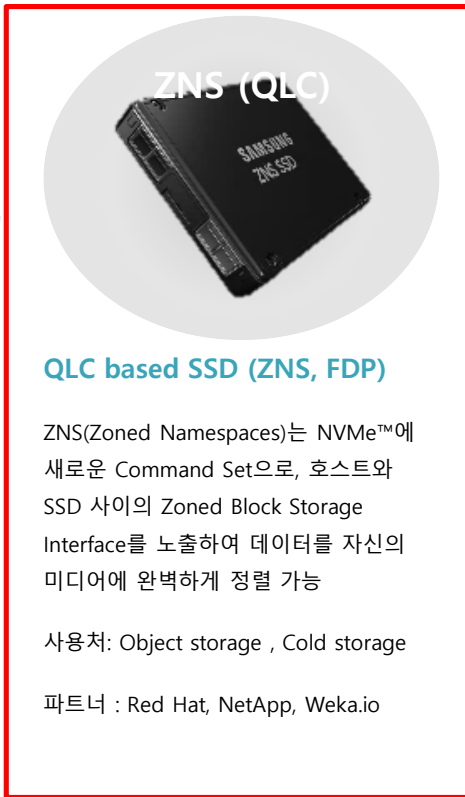 ZNS (QLC)
SAMSUNG
ZNS SSD
QLC based SSD (ZNS, FDP)
ZNS(Zoned Namespaces)는 NVMe™에
새로운 Command Set으로, 호스트와
SSD 사이의 Zoned Block Storage
Interface를 노출하여 데이터를 자신의
미디어에 완벽하게 정렬 가능
사용처: Object storage , Cold storage
파트너 : Red Hat, NetApp, Weka.io